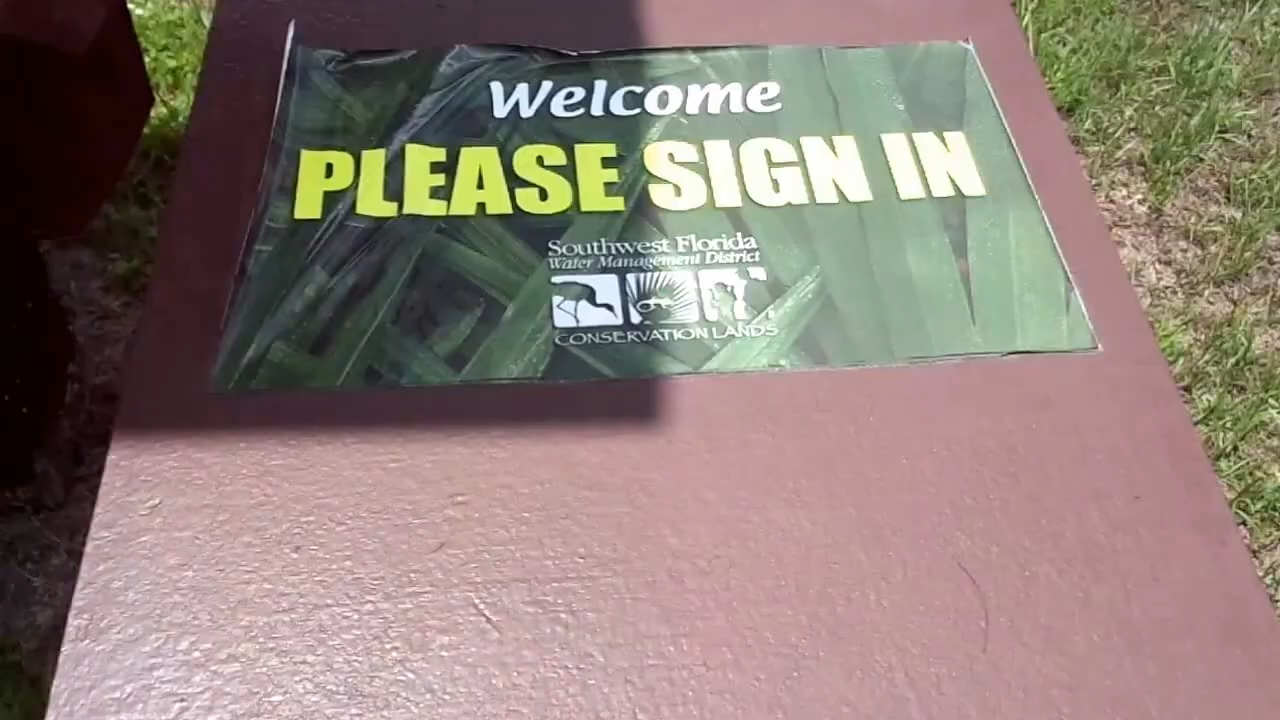 Welcome
PLEASE SIGN IN
Southwest Florida
Water Management District
CONSERVATION LANDS